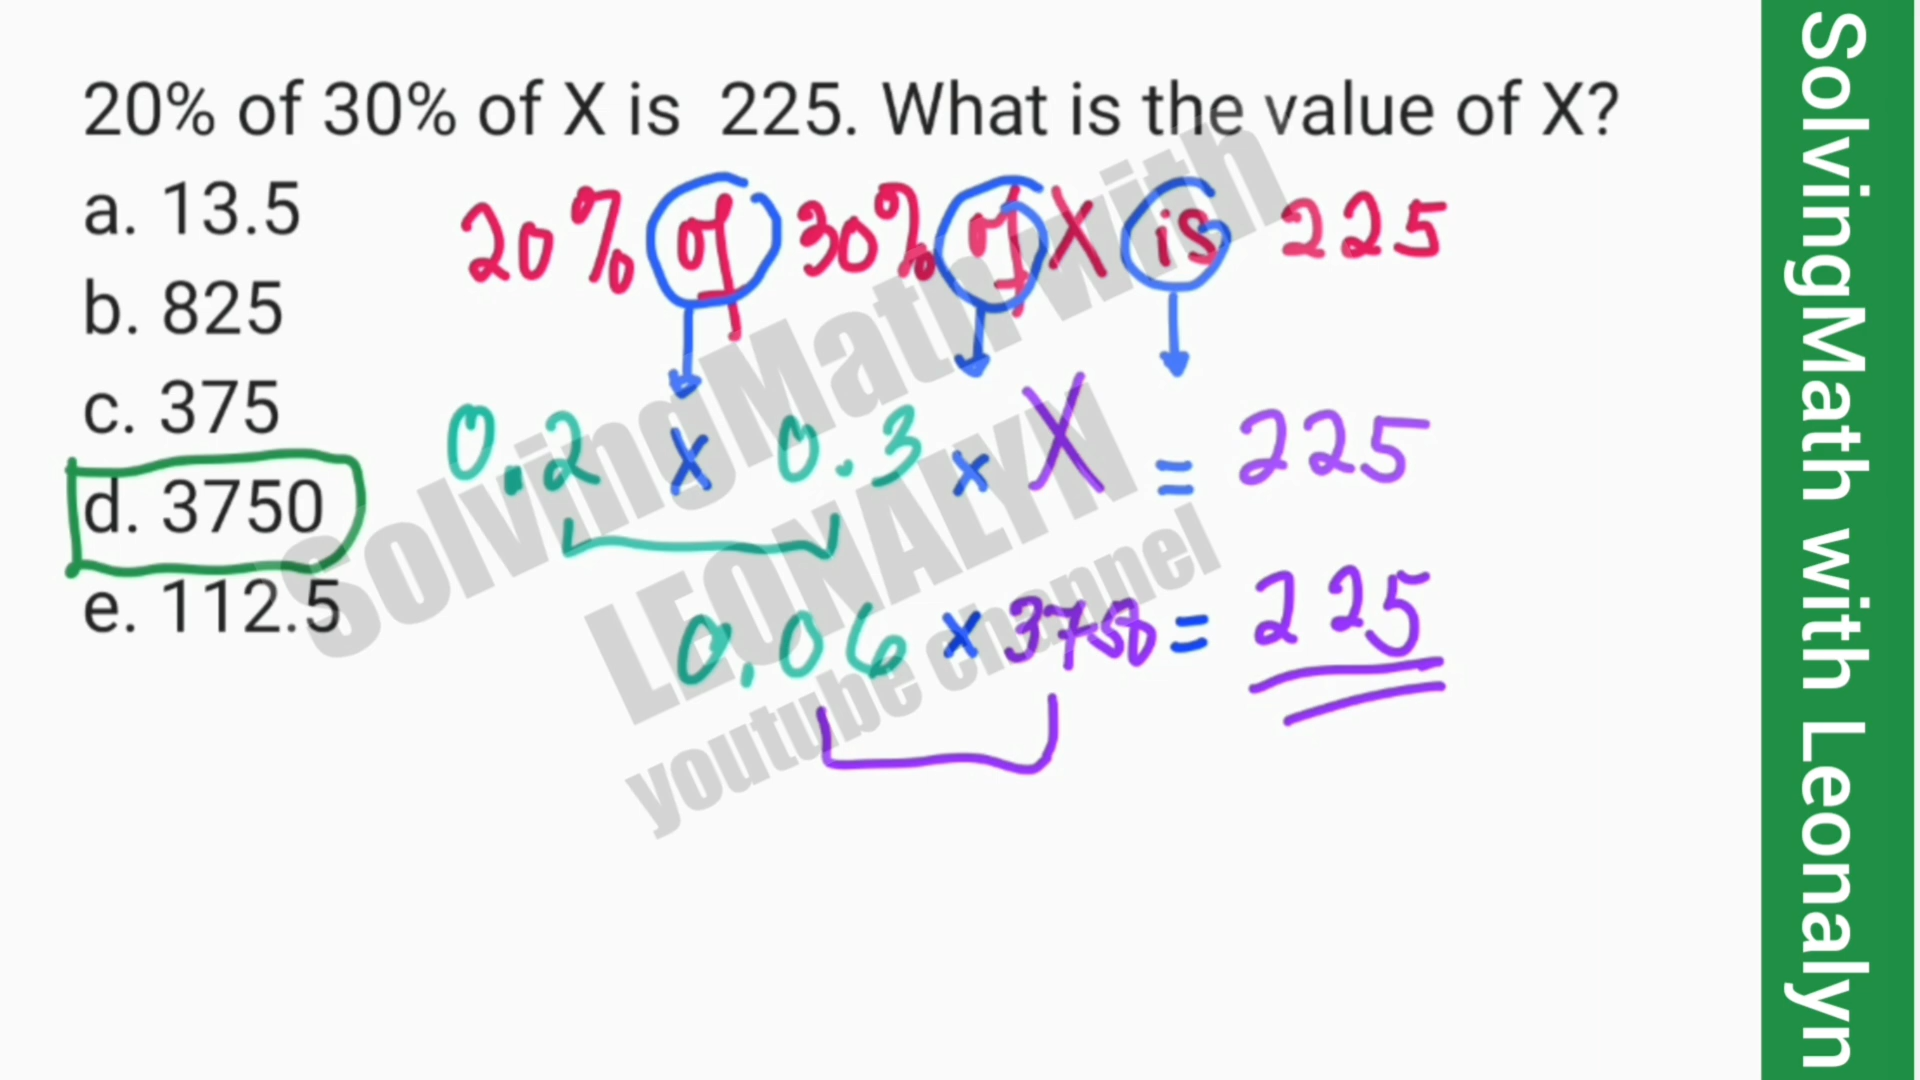 20% of 30% of X is 225. What is the value of X?
a. 13.5
b. 825
c. 375
d. 3750
e. 112.5
20% of 30% of X is 225
0.2 x 0.3 x X = 225
0.06 x 3750 = 225
SolvingMath with
LEONALYN
youtube channel
SolvingMath with Leonalyn